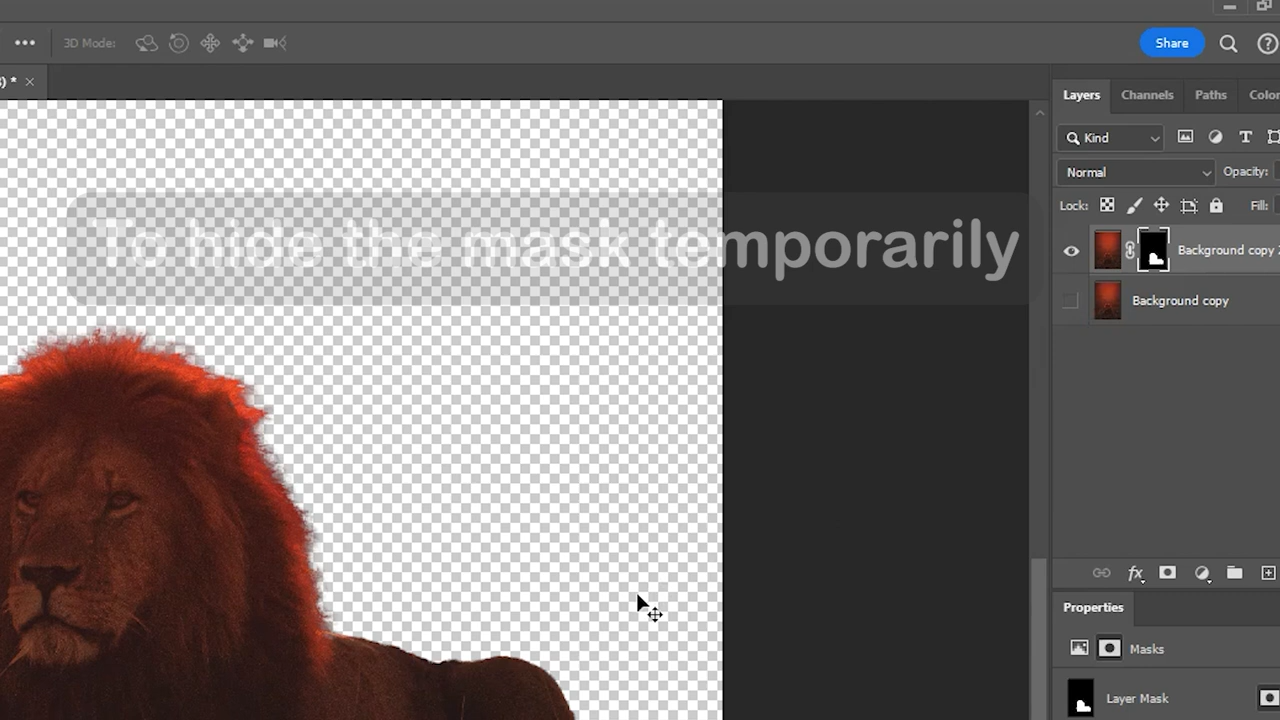 3D Mode:
Share
) *
Layers
Channels
Paths
Color
Kind
Normal
Opacity:
Lock:
Fill:
To hide the mask temporarily
Background copy
Background copy
fx
Properties
Masks
Layer Mask